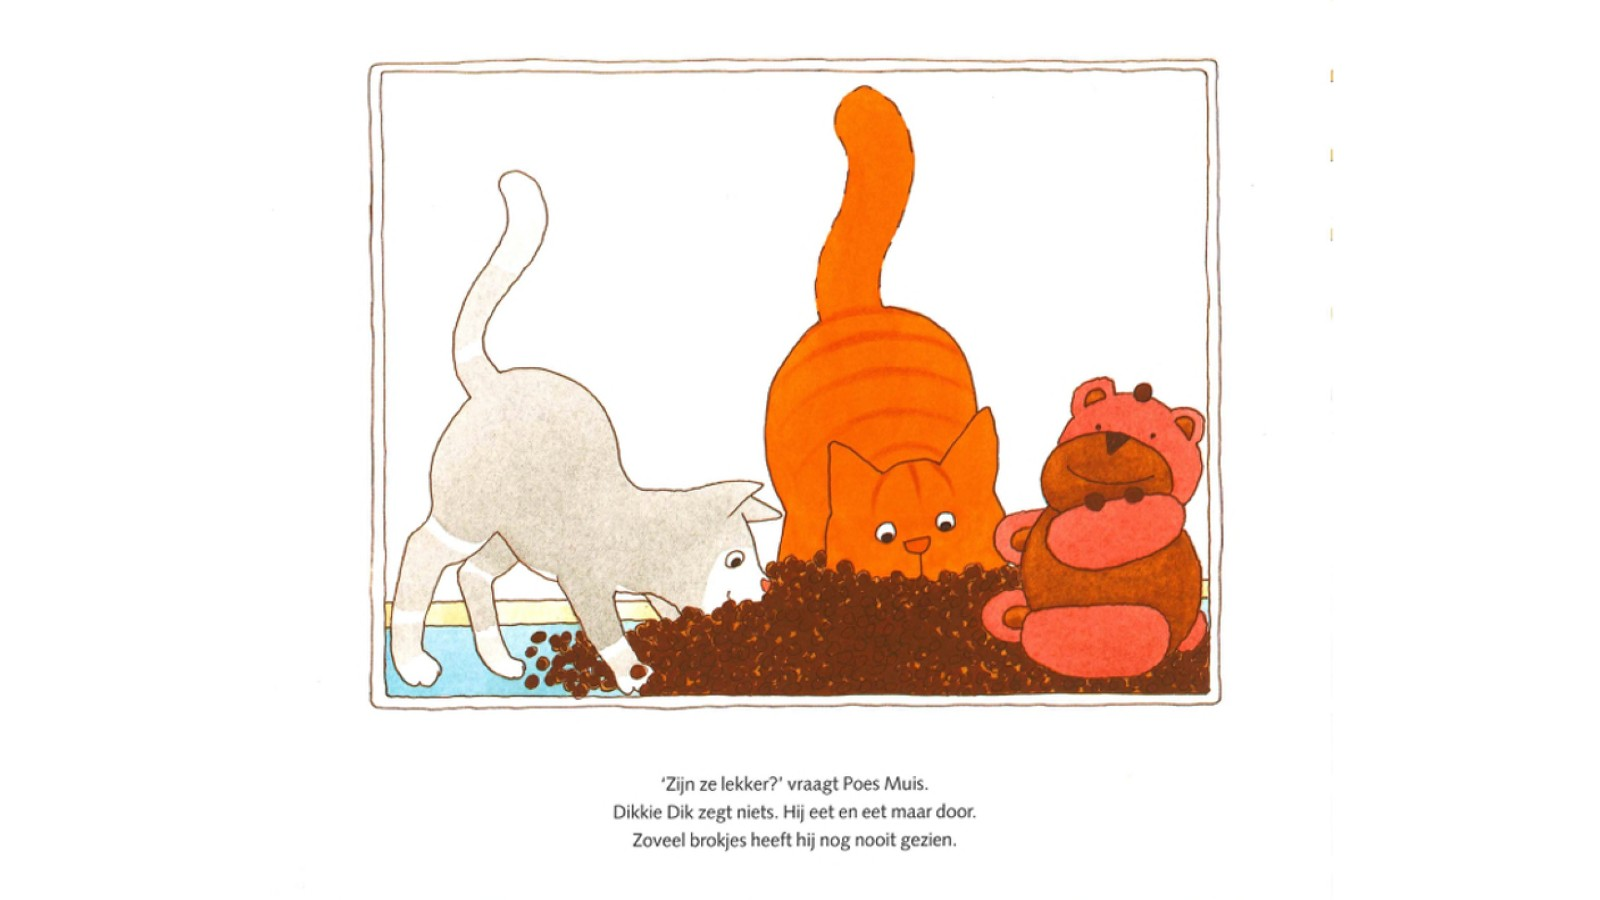 ‘Zijn ze lekker?’ vraagt Poes Muis.
Dikkie Dik zegt niets. Hij eet en eet maar door.
Zoveel brokjes heeft hij nog nooit gezien.